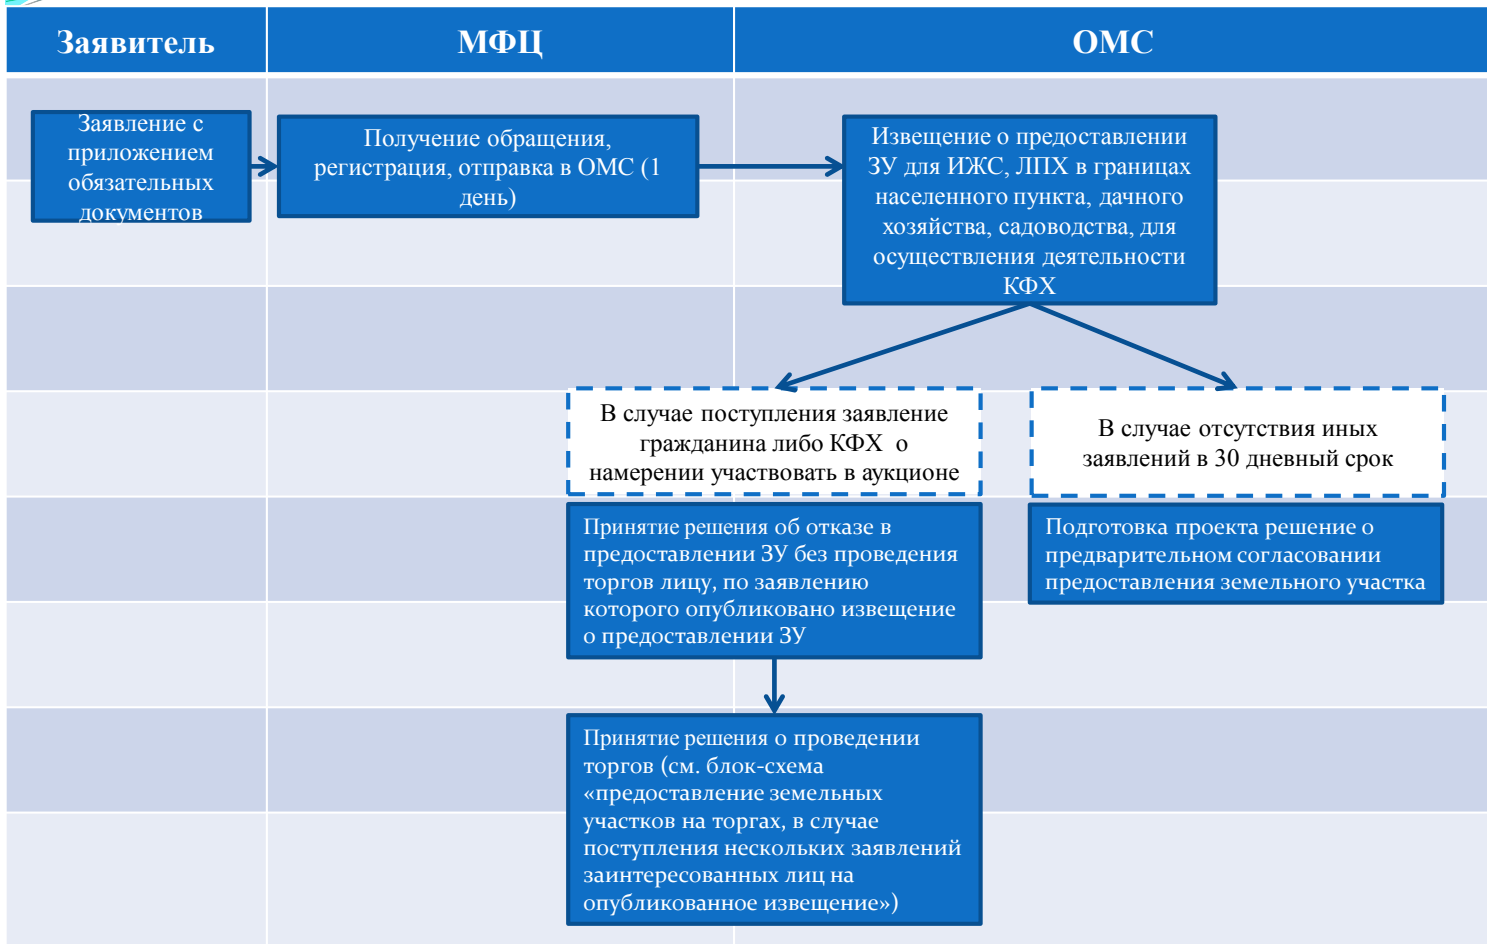 Заявитель
МФЦ
ОМС
Заявление с
приложением
обязательных
документов
Получение обращения,
регистрация, отправка в ОМС (1
день)
Извещение о предоставлении
ЗУ для ИЖС, ЛПХ в границах
населенного пункта, дачного
хозяйства, садоводства, для
осуществления деятельности
КФХ
В случае поступления заявление
гражданина либо КФХ о
намерении участвовать в аукционе
В случае отсутствия иных
заявлений в 30 дневный срок
Принятие решения об отказе в
предоставлении ЗУ без проведения
торгов лицу, по заявлению
которого опубликовано извещение
о предоставлении ЗУ
Подготовка проекта решение о
предварительном согласовании
предоставления земельного участка
Принятие решения о проведении
торгов (см. блок-схема
«предоставление земельных
участков на торгах, в случае
поступления нескольких заявлений
заинтересованных лиц на
опубликованное извещение»)